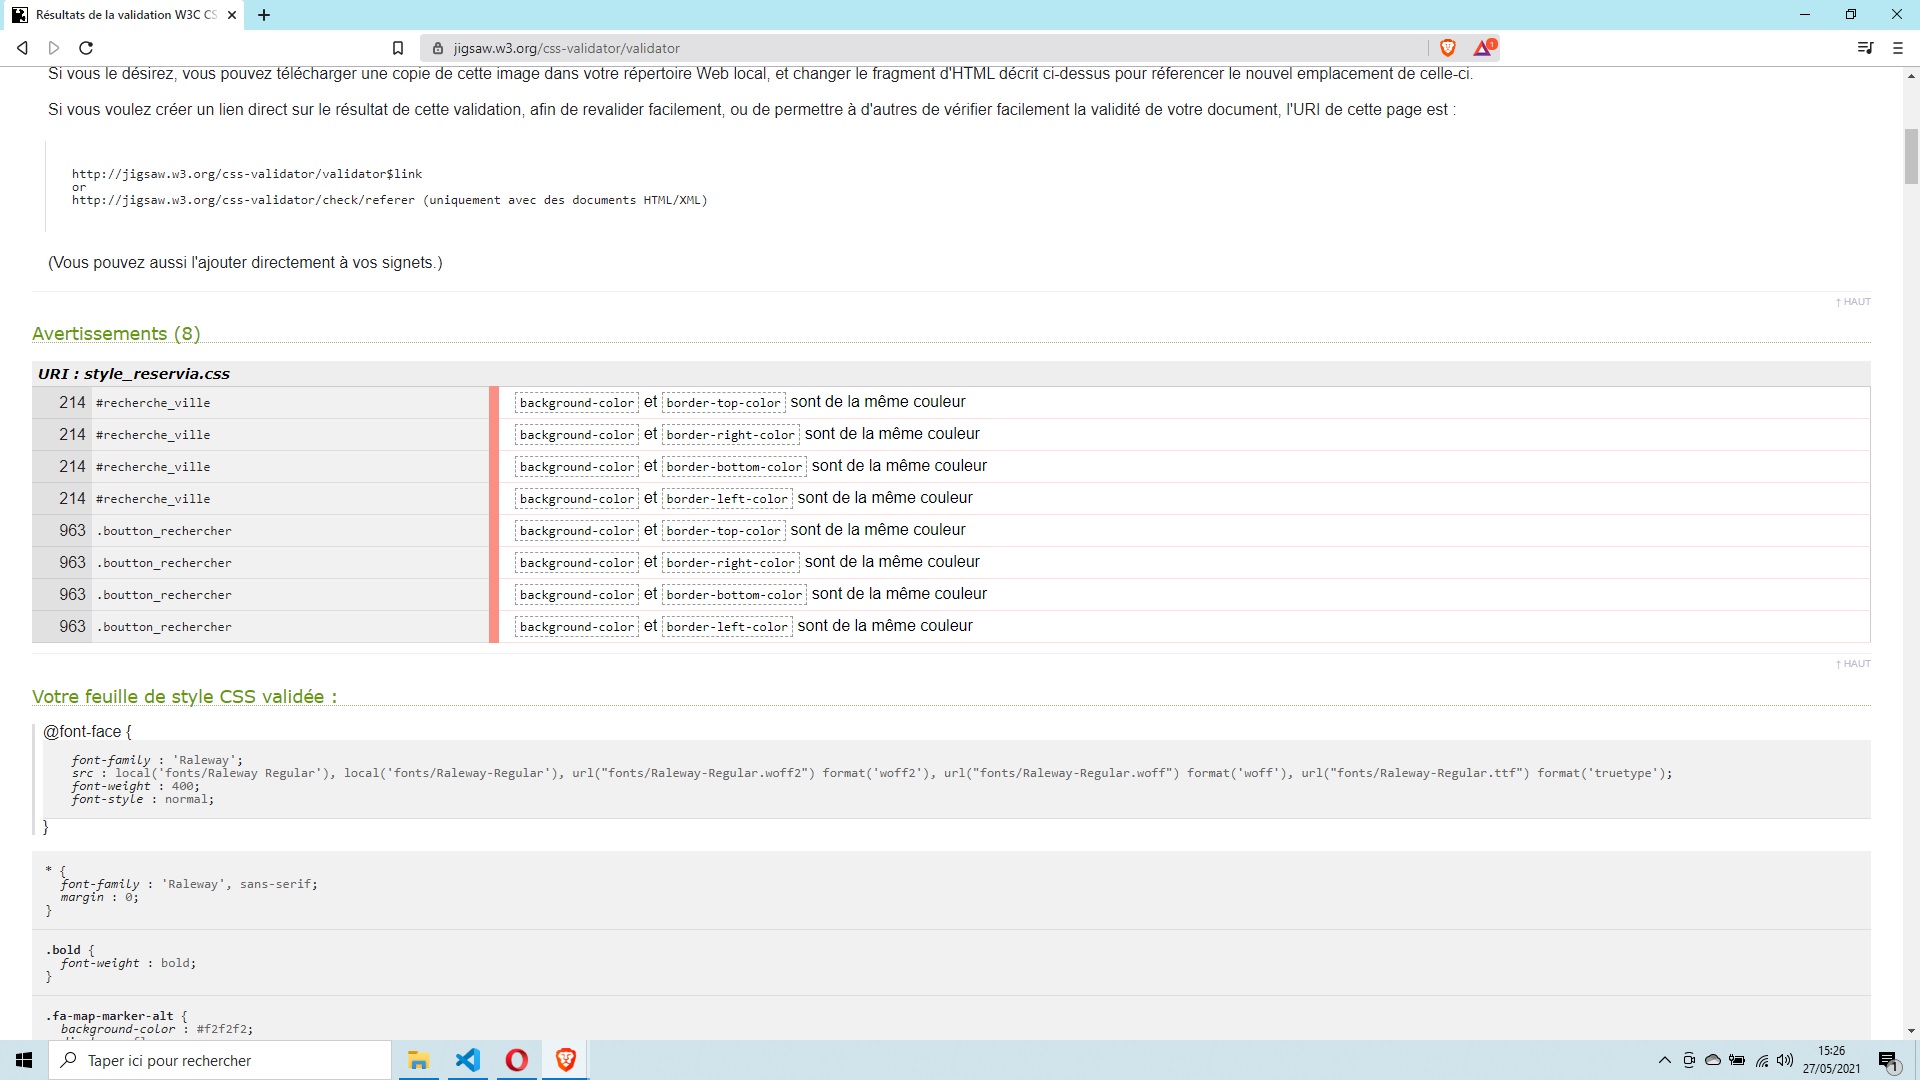 Résultats de la validation W3C CS
jigsaw.w3.org/css-validator/validator
1
Si vous le désirez, vous pouvez télécharger une copie de cette image dans votre répertoire Web local, et changer le fragment d'HTML décrit ci-dessus pour réferencer le nouvel emplacement de celle-ci.
Si vous voulez créer un lien direct sur le résultat de cette validation, afin de revalider facilement, ou de permettre à d'autres de vérifier facilement la validité de votre document, l'URI de cette page est :
http://jigsaw.w3.org/css-validator/validator$link
or
http://jigsaw.w3.org/css-validator/check/referer (uniquement avec des documents HTML/XML)
(Vous pouvez aussi l'ajouter directement à vos signets.)
↑ HAUT
Avertissements (8)
URI : style_reservia.css
214 #recherche_ville background-color et border-top-color sont de la même couleur
214 #recherche_ville background-color et border-right-color sont de la même couleur
214 #recherche_ville background-color et border-bottom-color sont de la même couleur
214 #recherche_ville background-color et border-left-color sont de la même couleur
963 .boutton_rechercher background-color et border-top-color sont de la même couleur
963 .boutton_rechercher background-color et border-right-color sont de la même couleur
963 .boutton_rechercher background-color et border-bottom-color sont de la même couleur
963 .boutton_rechercher background-color et border-left-color sont de la même couleur
↑ HAUT
Votre feuille de style CSS validée :
@font-face {
font-family : 'Raleway';
src : local('fonts/Raleway Regular'), local('fonts/Raleway-Regular'), url("fonts/Raleway-Regular.woff2") format('woff2'), url("fonts/Raleway-Regular.woff") format('woff'), url("fonts/Raleway-Regular.ttf") format('truetype');
font-weight : 400;
font-style : normal;
}
* {
font-family : 'Raleway', sans-serif;
margin : 0;
}
.bold {
font-weight : bold;
}
.fa-map-marker-alt {
background-color : #f2f2f2;
Taper ici pour rechercher
15:26
27/05/2021
1